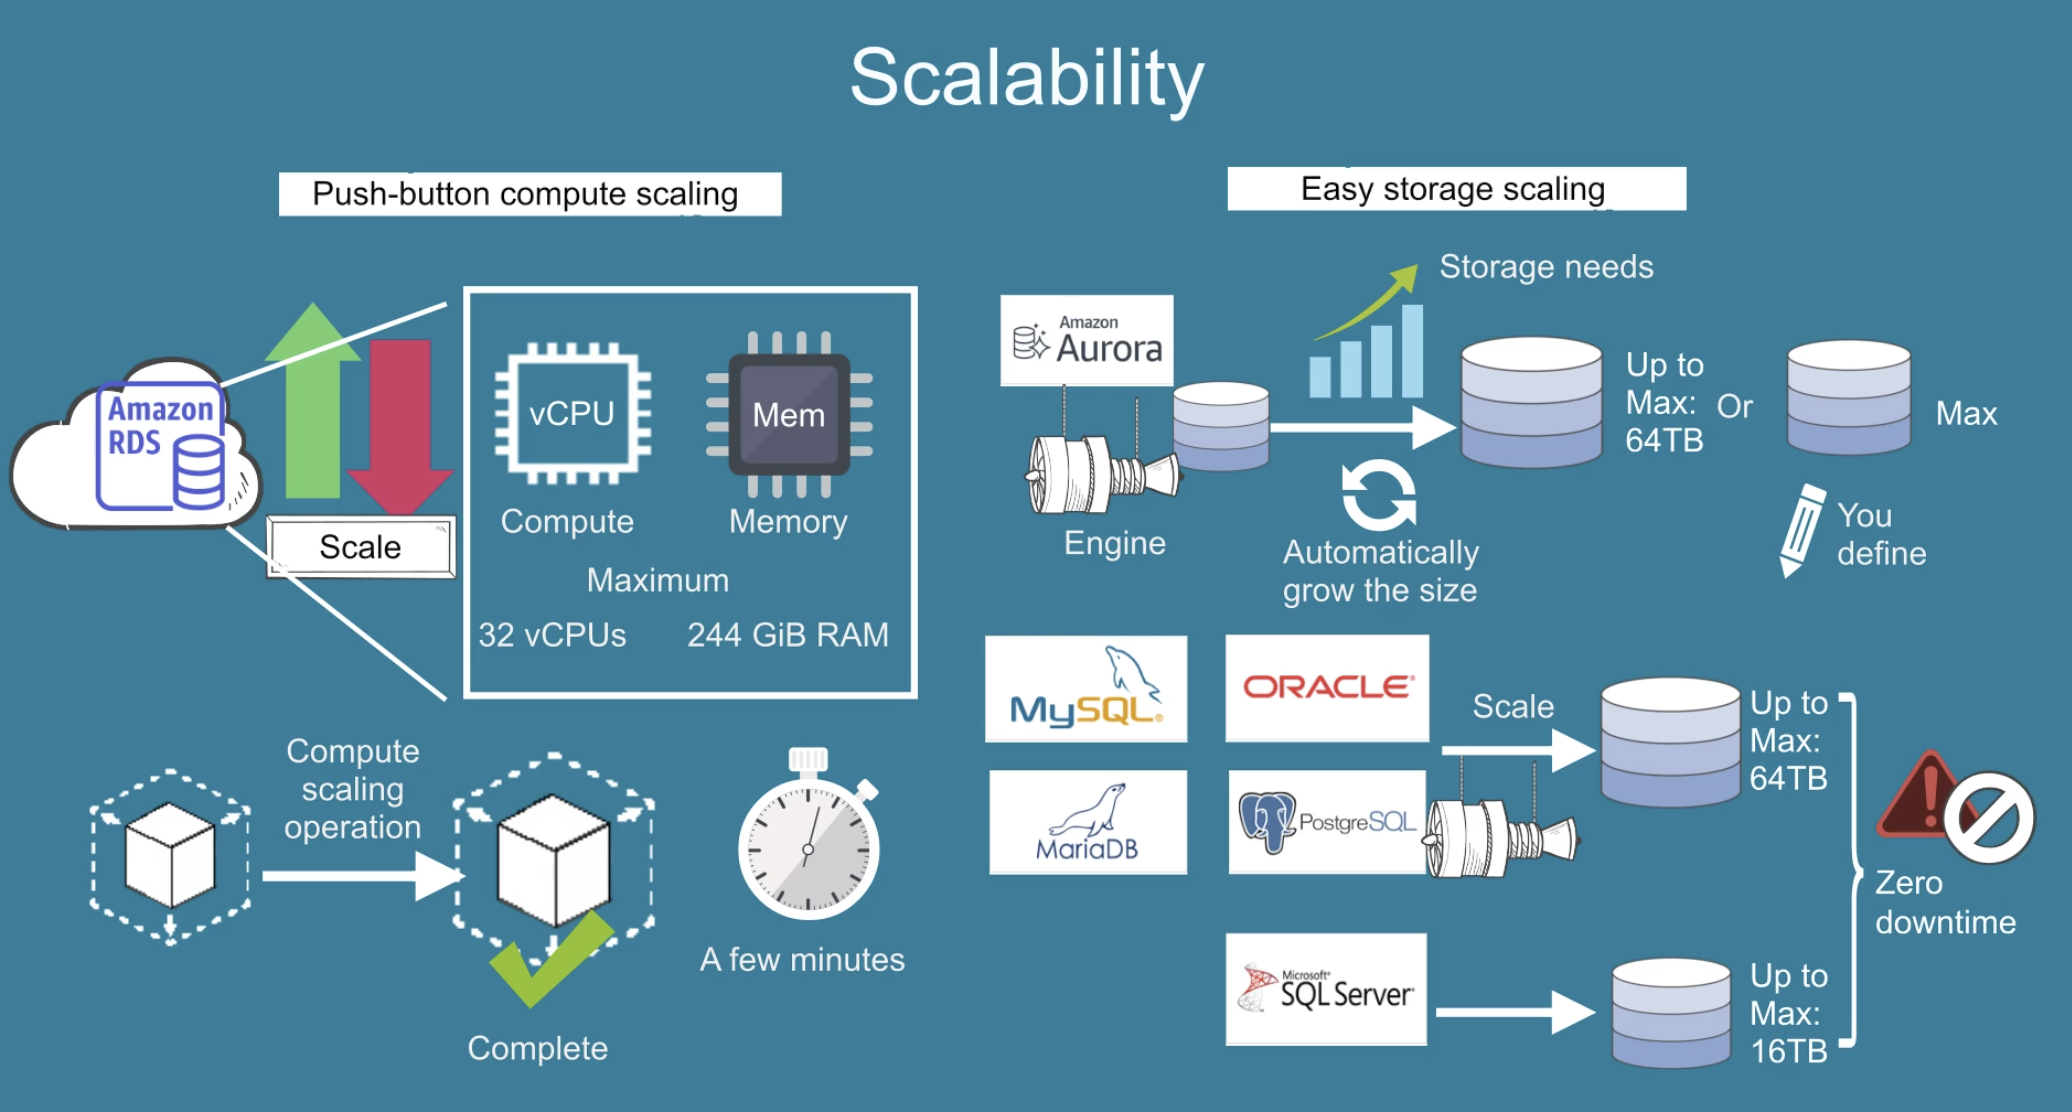 Scalability
Push-button compute scaling
Amazon
RDS
Scale
vCPU
Mem
Compute
Memory
Maximum
32 vCPUs
244 GiB RAM
Compute
scaling
operation
Complete
A few minutes
Easy storage scaling
Storage needs
Amazon
Aurora
Engine
Automatically
grow the size
Up to
Max:
64TB
Or
Max
You
define
MySQL®
ORACLE®
MariaDB
PostgreSQL
Scale
Up to
Max:
64TB
Microsoft®
SQL Server®
Up to
Max:
16TB
Zero
downtime